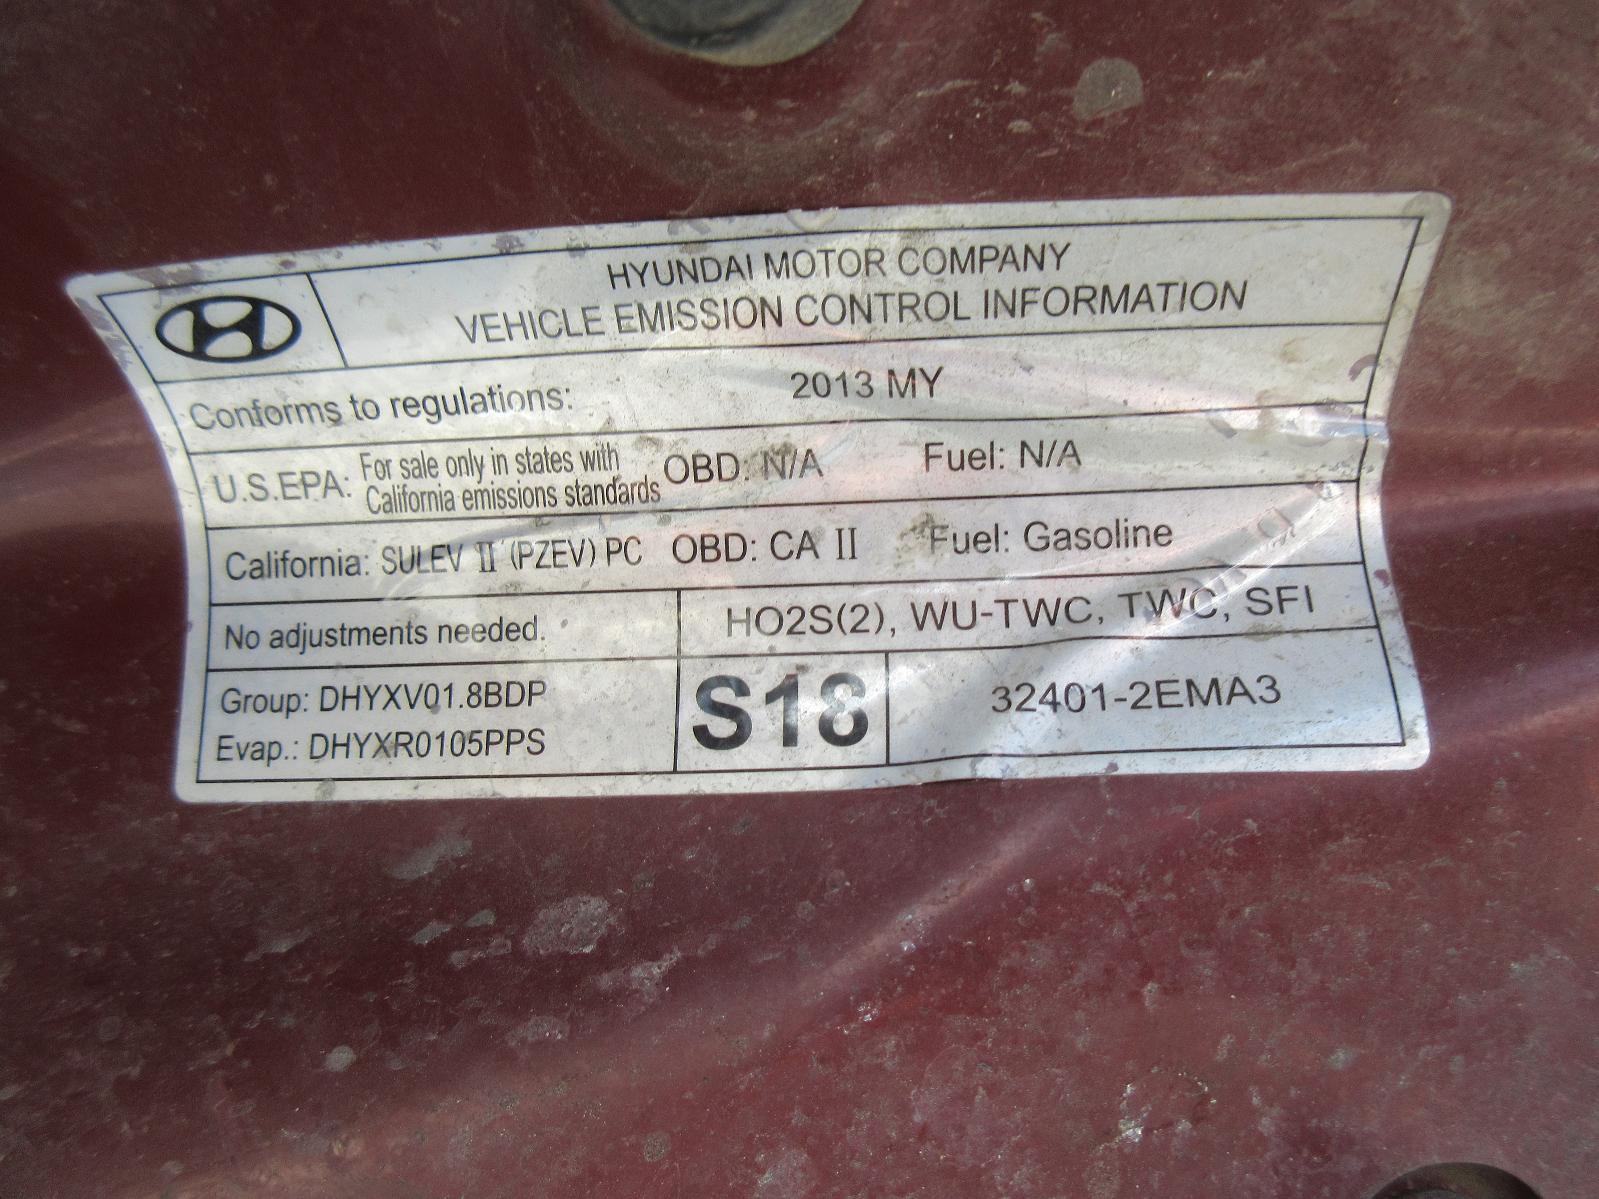 HYUNDAI MOTOR COMPANY
VEHICLE EMISSION CONTROL INFORMATION
Conforms to regulations: 2013 MY
U.S.EPA: For sale only in states with California emissions standards OBD: N/A Fuel: N/A
California: SULEV II (PZEV) PC OBD: CA II Fuel: Gasoline
No adjustments needed. HO2S(2), WU-TWC, TWC, SFI
Group: DHYXV01.8BDP
Evap.: DHYXR0105PPS
S18
32401-2EMA3